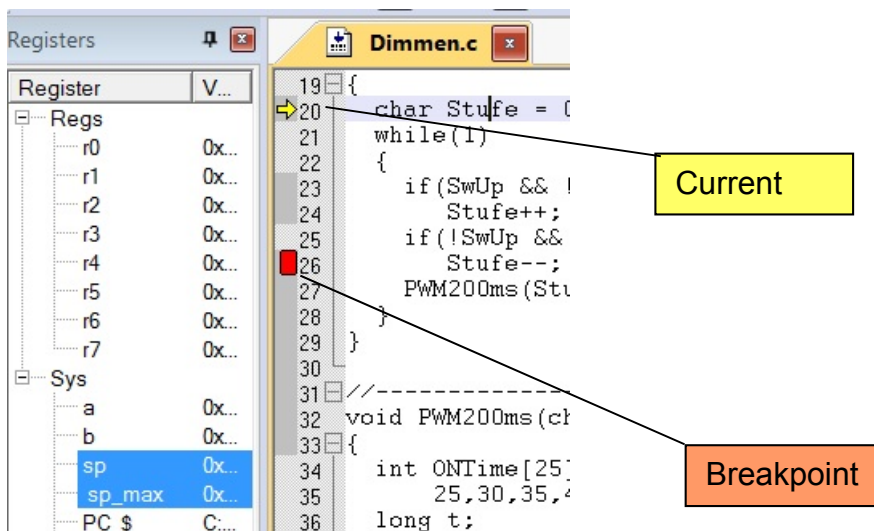 Registers
Register V...
Regs
r0 0x...
r1 0x...
r2 0x...
r3 0x...
r4 0x...
r5 0x...
r6 0x...
r7 0x...
Sys
a 0x...
b 0x...
sp 0x...
sp_max 0x...
PC $ C:...
Dimmen.c
19 {
20 char Stufe = 0
21 while(1)
22 {
23 if(SwUp && !
24 Stufe++;
25 if(!SwUp &&
26 Stufe--;
27 PWM200ms(Stu
28 }
29 }
30
31 //-------------
32 void PWM200ms(ch
33 {
34 int ONTime[25]
35 25,30,35,4
36 long t;
Current
Breakpoint